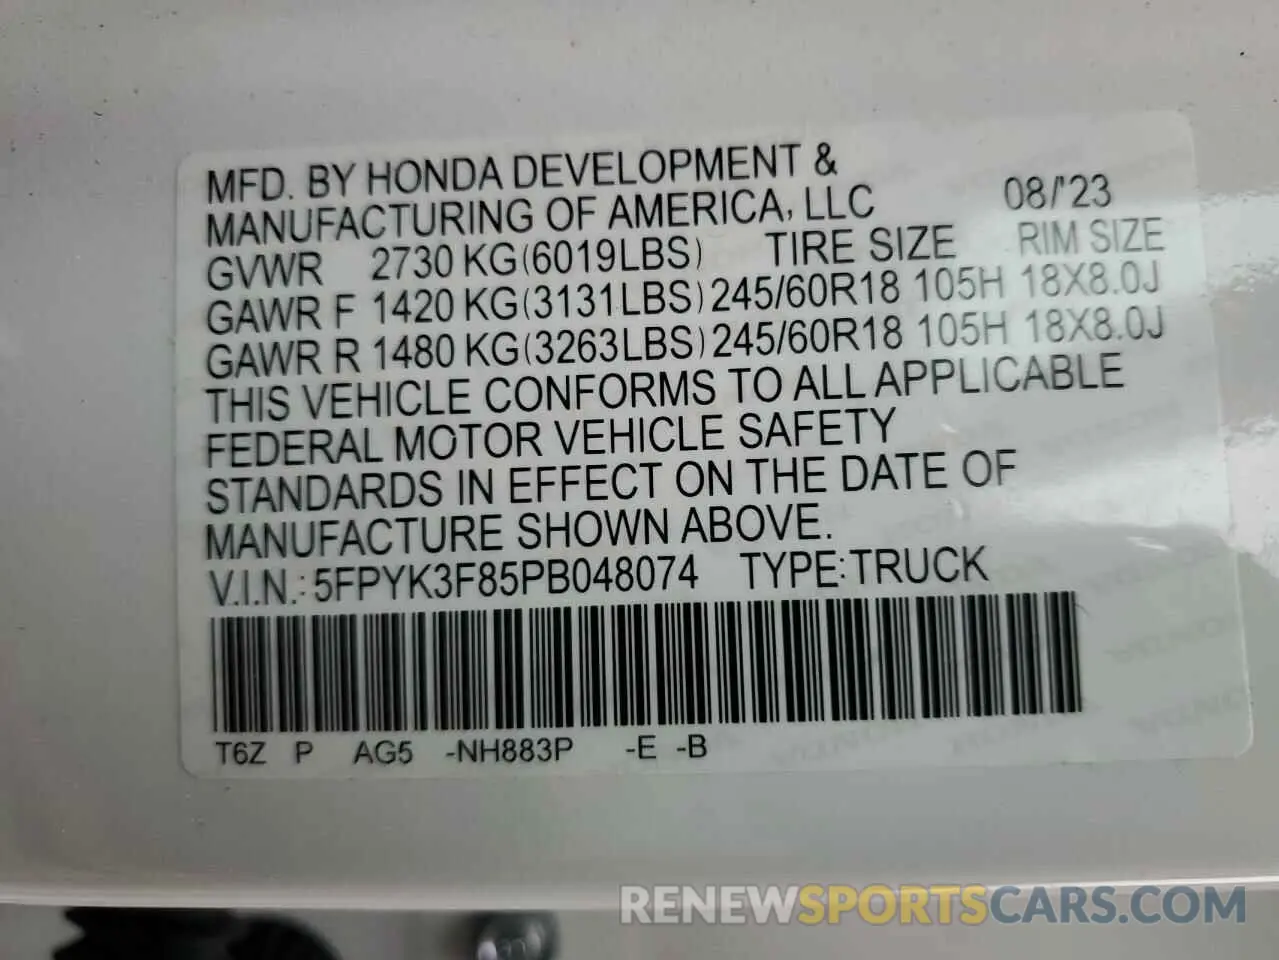 MFD. BY HONDA DEVELOPMENT &
MANUFACTURING OF AMERICA, LLC 08/'23
GVWR 2730 KG(6019LBS) TIRE SIZE RIM SIZE
GAWR F 1420 KG(3131LBS) 245/60R18 105H 18X8.0J
GAWR R 1480 KG(3263LBS) 245/60R18 105H 18X8.0J
THIS VEHICLE CONFORMS TO ALL APPLICABLE
FEDERAL MOTOR VEHICLE SAFETY
STANDARDS IN EFFECT ON THE DATE OF
MANUFACTURE SHOWN ABOVE.
V.I.N.: 5FPYK3F85PB048074 TYPE:TRUCK
T6Z P AG5 -NH883P -E -B
RENEWSPORTSCARS.COM